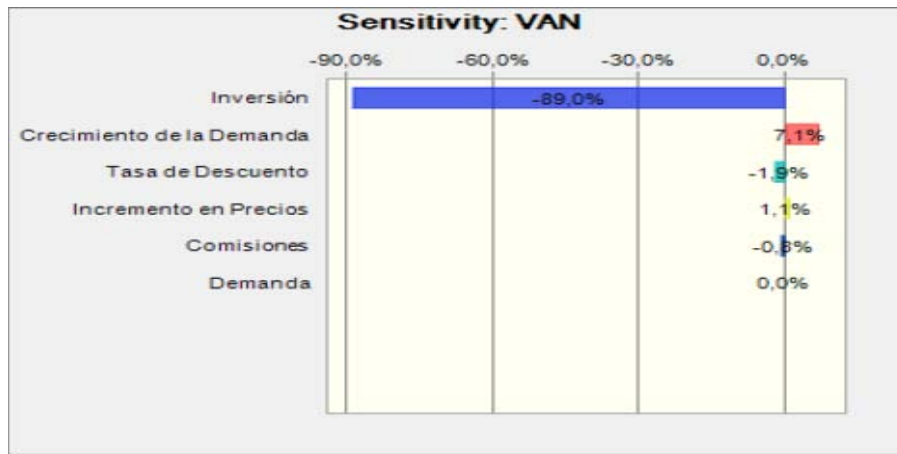 Sensitivity: VAN
-90,0% -60,0% -30,0% 0,0%
Inversión -89,0%
Crecimiento de la Demanda 7,1%
Tasa de Descuento -1,9%
Incremento en Precios 1,1%
Comisiones -0,8%
Demanda 0,0%